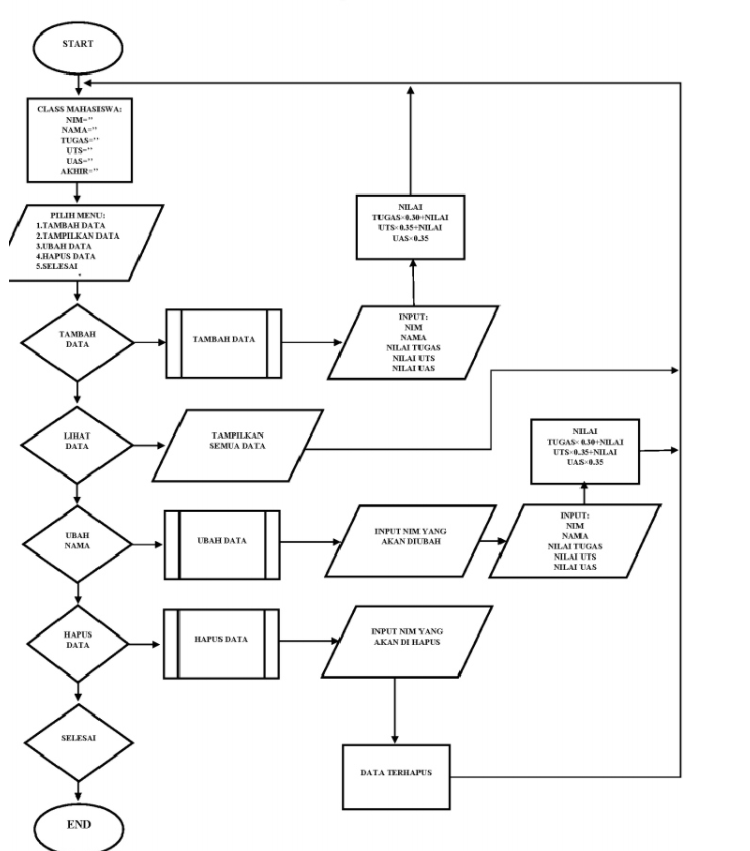 START
CLASS MAHASISWA:
NIM=''
NAMA=''
TUGAS=''
UTS=''
UAS=''
AKHIR=''
PILIH MENU:
1.TAMBAH DATA
2.TAMPILKAN DATA
3.UBAH DATA
4.HAPUS DATA
5.SELESAI
NILAI
TUGAS×0.30+NILAI
UTS×0.35+NILAI
UAS×0.35
TAMBAH
DATA
TAMBAH DATA
INPUT:
NIM
NAMA
NILAI TUGAS
NILAI UTS
NILAI UAS
LIHAT
DATA
TAMPILKAN
SEMUA DATA
NILAI
TUGAS× 0.30+NILAI
UTS×0.35+NILAI
UAS×0.35
UBAH
NAMA
UBAH DATA
INPUT NIM YANG
AKAN DIUBAH
INPUT:
NIM
NAMA
NILAI TUGAS
NILAI UTS
NILAI UAS
HAPUS
DATA
HAPUS DATA
INPUT NIM YANG
AKAN DI HAPUS
SELESAI
DATA TERHAPUS
END